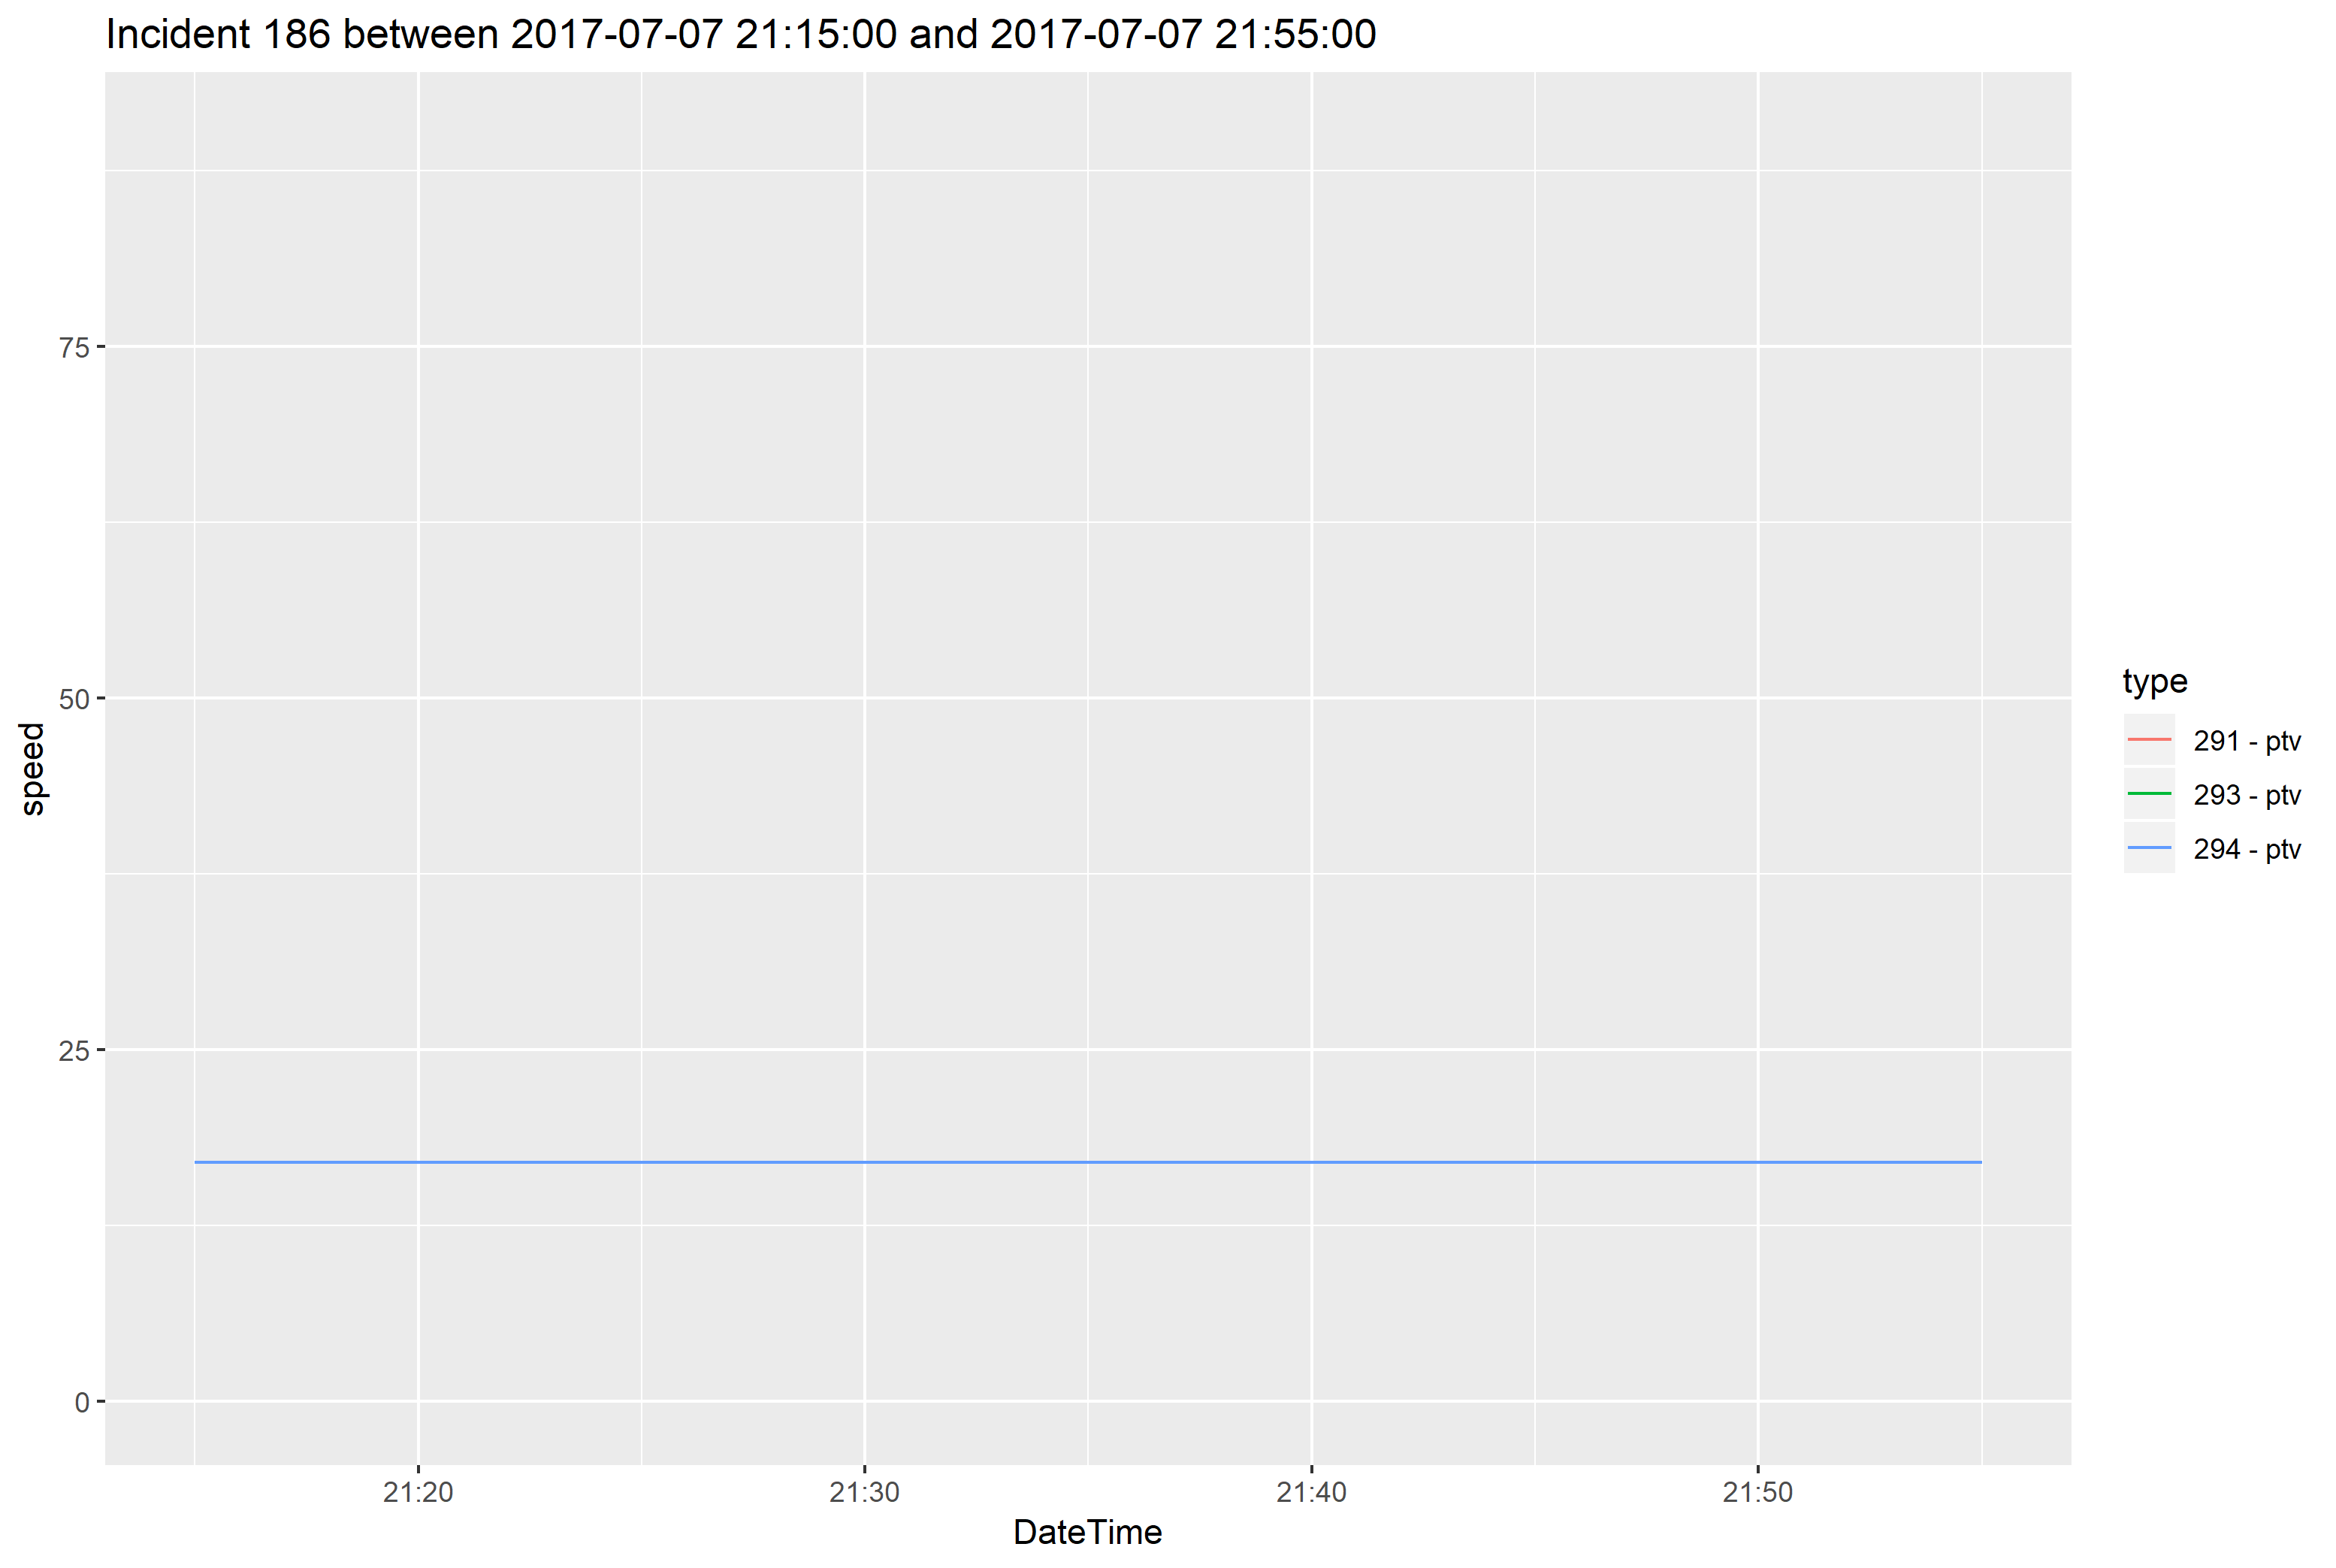 Incident 186 between 2017-07-07 21:15:00 and 2017-07-07 21:55:00
75
50
25
0
speed
21:20 21:30 21:40 21:50
DateTime
type
291 - ptv
293 - ptv
294 - ptv